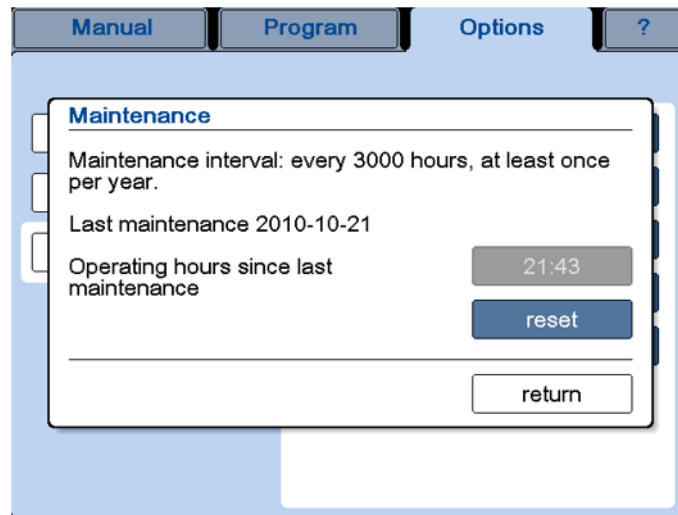 Manual Program Options ?
Maintenance
Maintenance interval: every 3000 hours, at least once
per year.
Last maintenance 2010-10-21
Operating hours since last
maintenance
21:43
reset
return